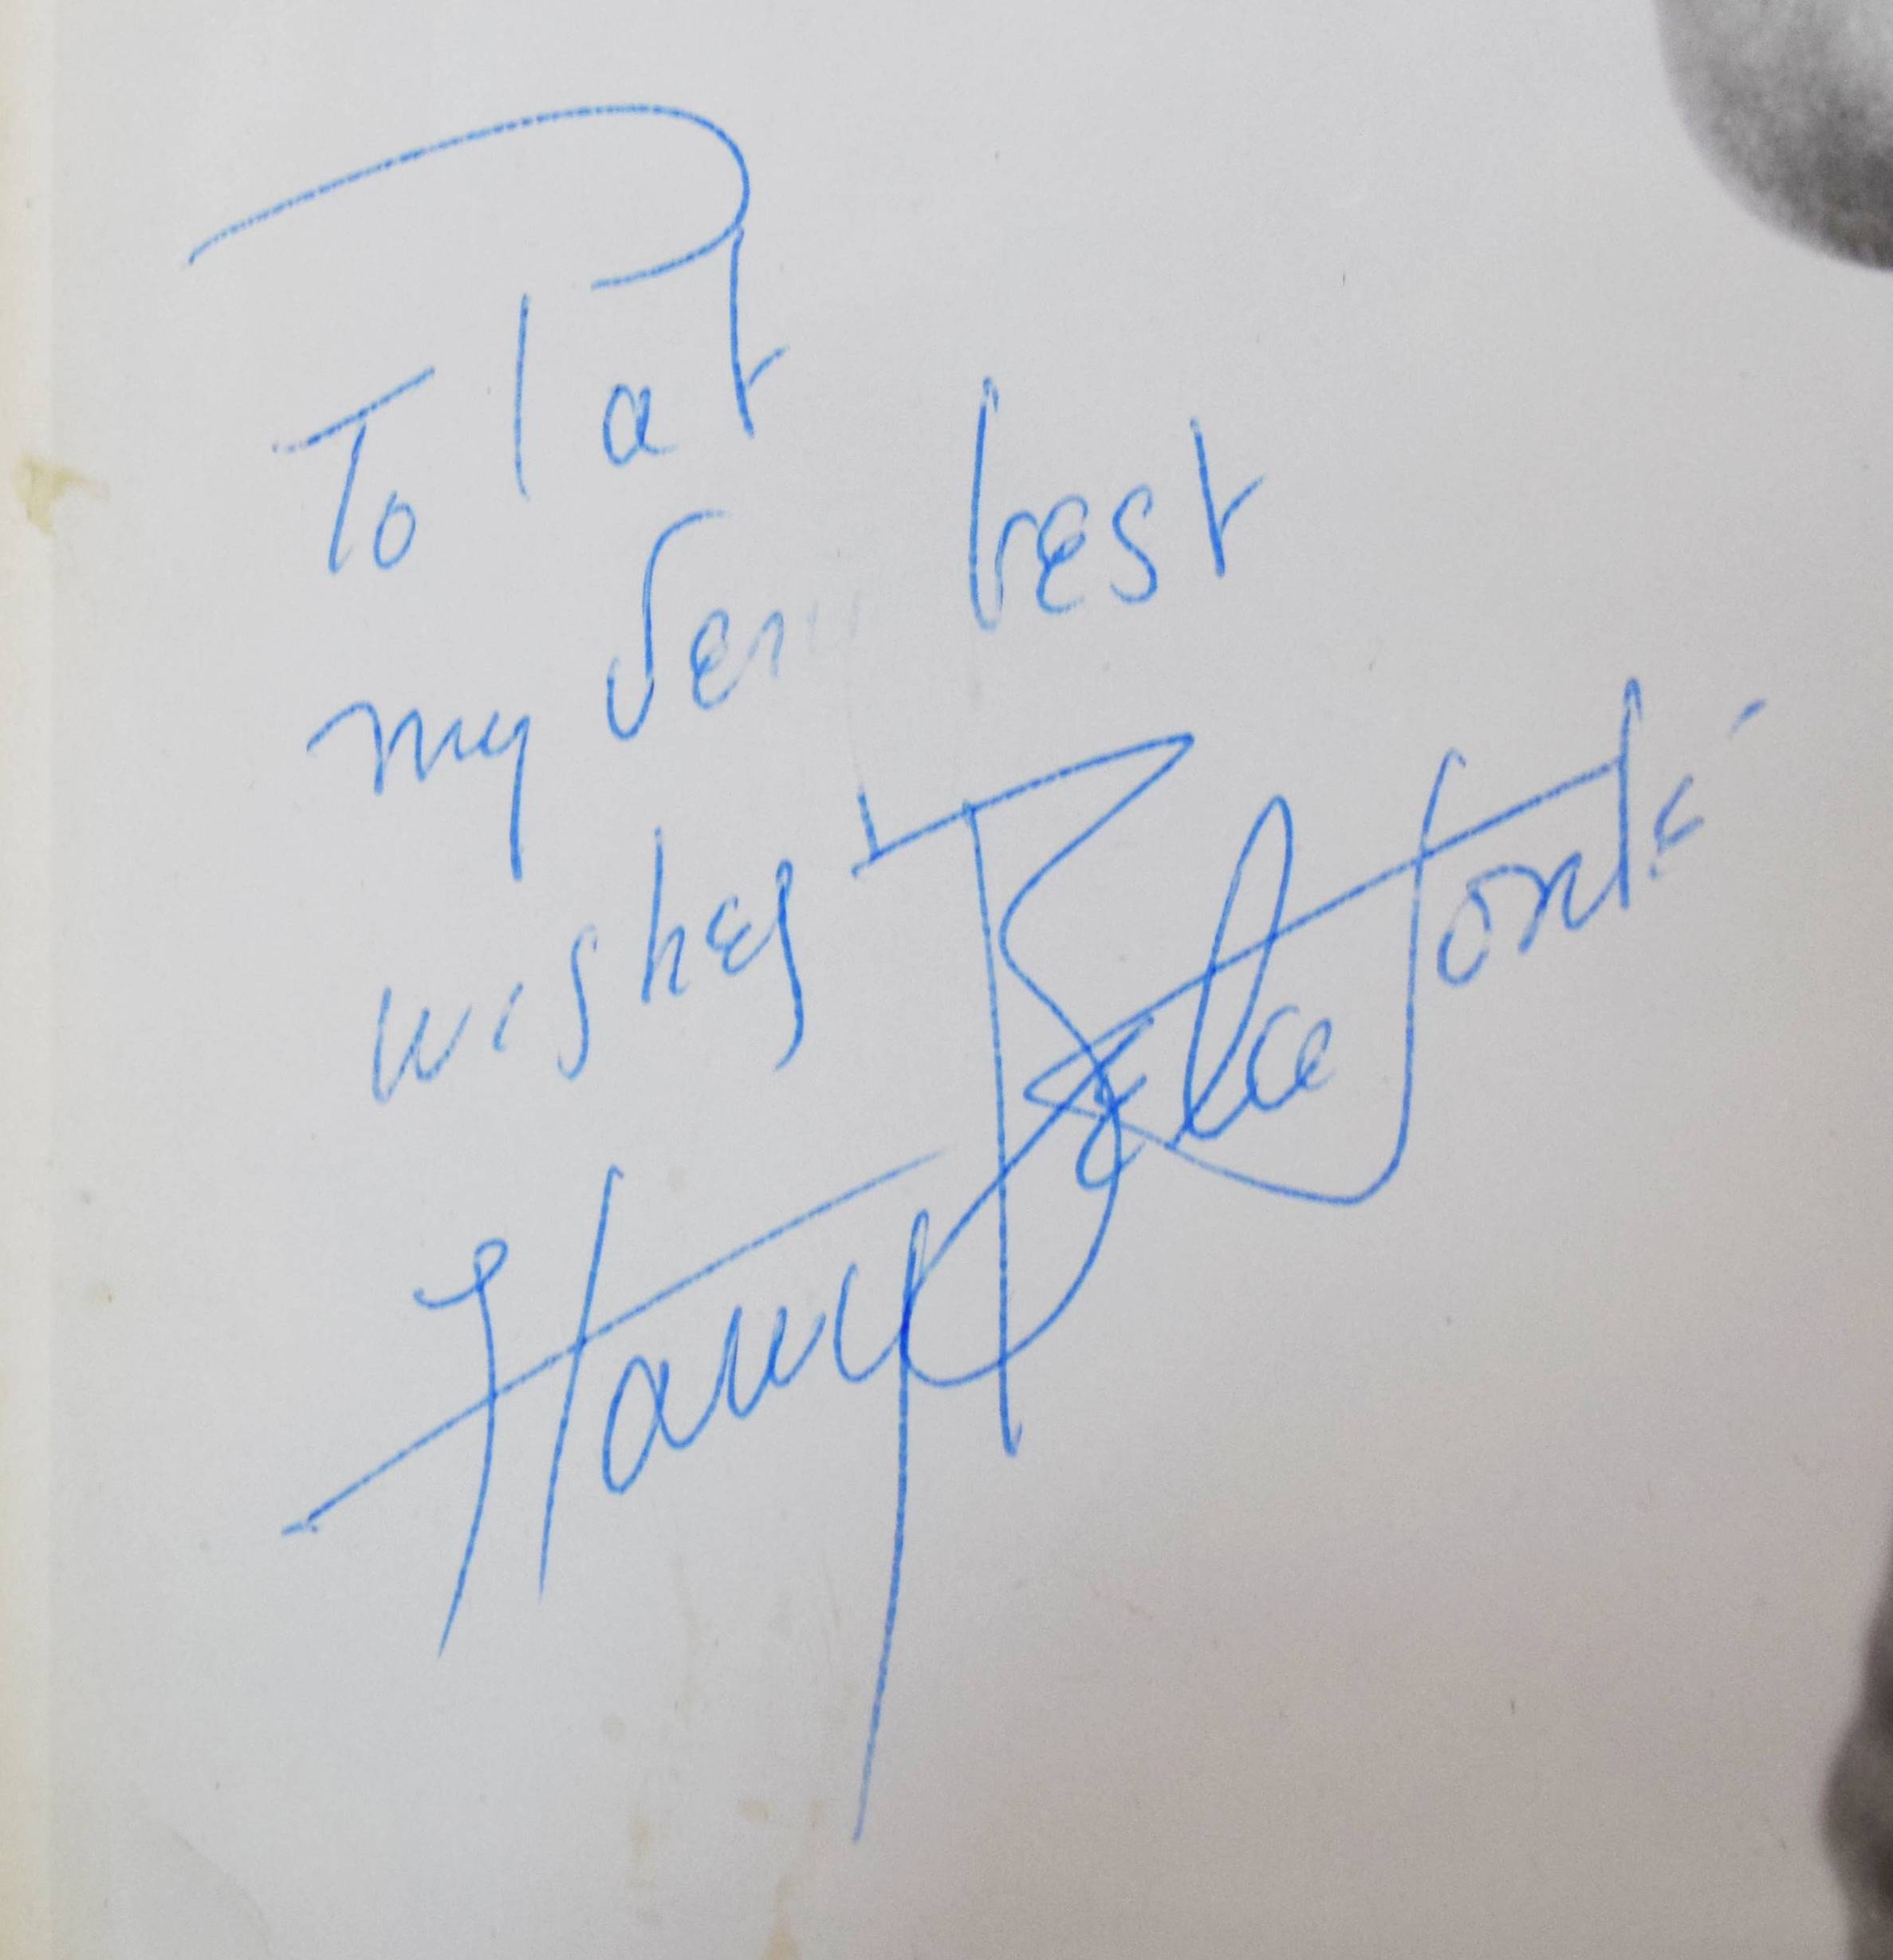 To Pat
my very best
wishes
Harry Belafonte